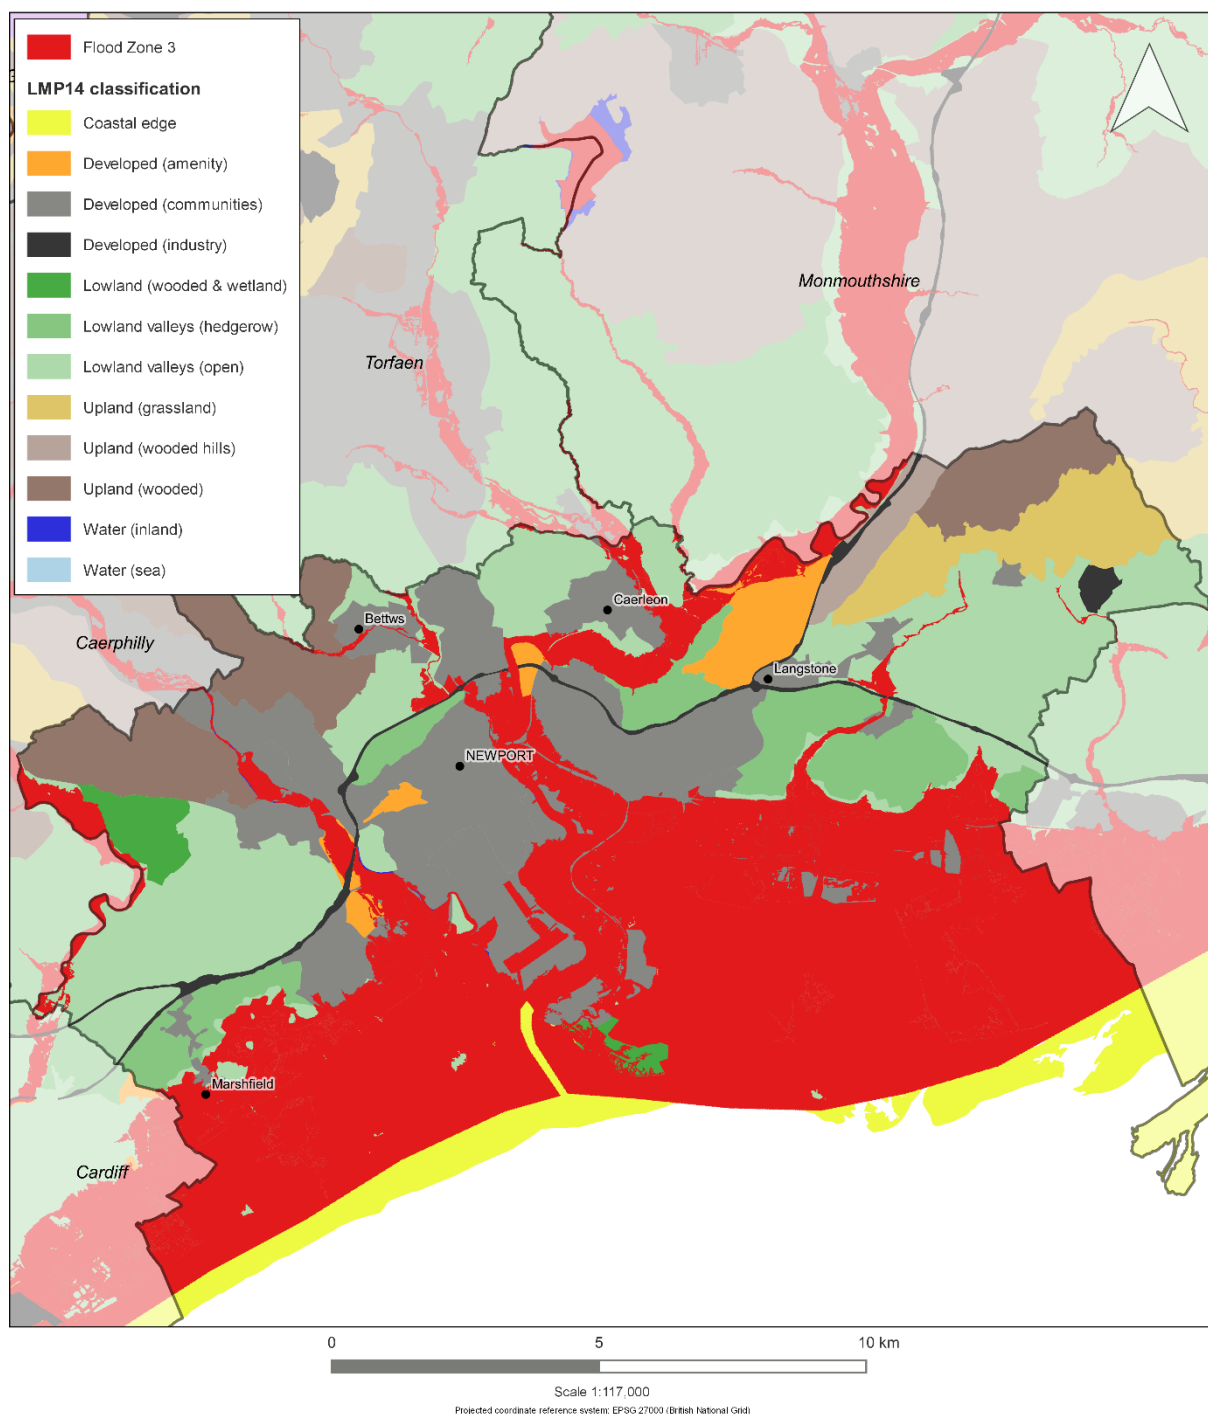 Flood Zone 3
LMP14 classification
Coastal edge
Developed (amenity)
Developed (communities)
Developed (industry)
Lowland (wooded & wetland)
Lowland valleys (hedgerow)
Lowland valleys (open)
Upland (grassland)
Upland (wooded hills)
Upland (wooded)
Water (inland)
Water (sea)
Monmouthshire
Torfaen
Caerleon
Bettws
Caerphilly
Langstone
NEWPORT
Marshfield
Cardiff
0 5 10 km
Scale 1:117,000
Projected coordinate reference system: EPSG 27000 (British National Grid)